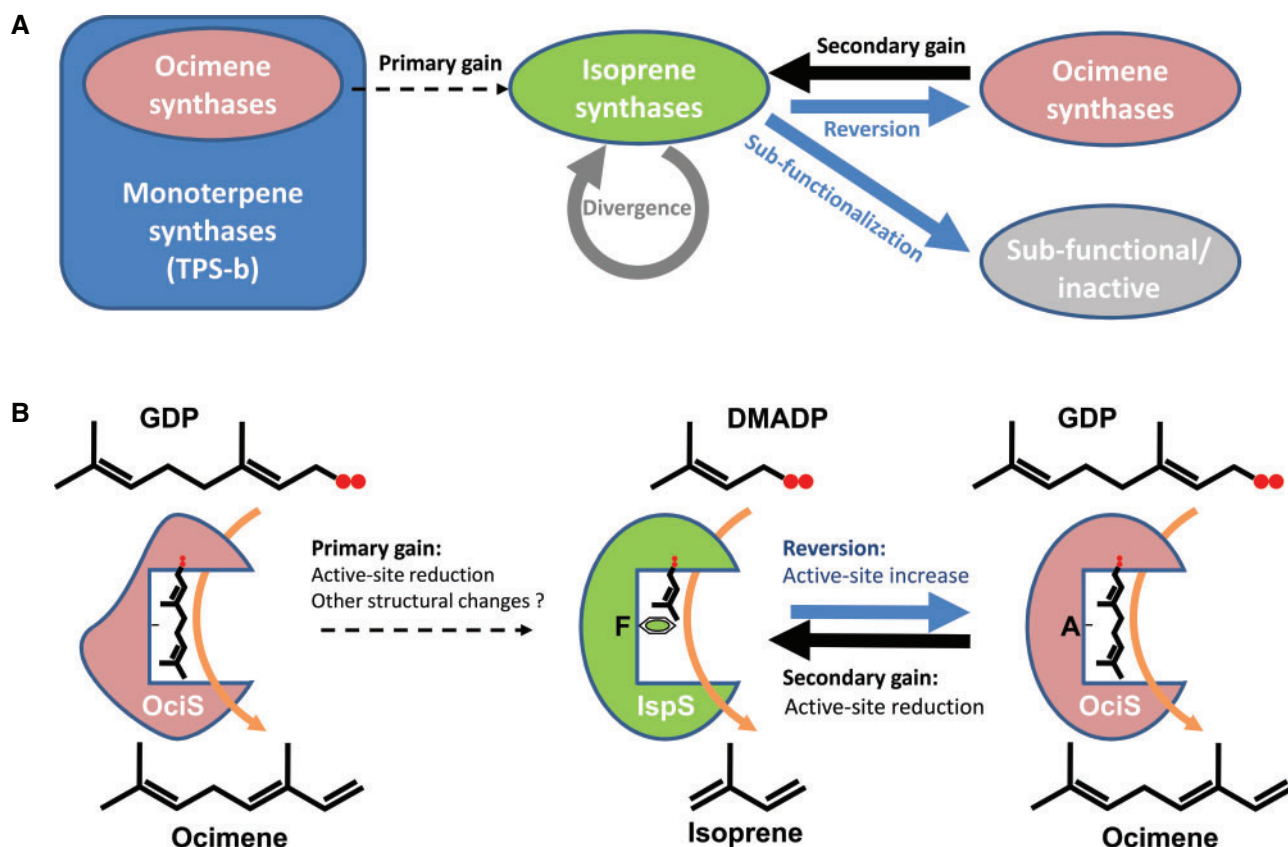 A
Ocimene
synthases
Monoterpene
synthases
(TPS-b)
Primary gain
Isoprene
synthases
Divergence
Secondary gain
Reversion
Sub-functionalization
Ocimene
synthases
Sub-functional/
inactive
B
GDP
OciS
Ocimene
Primary gain:
Active-site reduction
Other structural changes ?
DMADP
F
IspS
Isoprene
Reversion:
Active-site increase
Secondary gain:
Active-site reduction
GDP
A
OciS
Ocimene